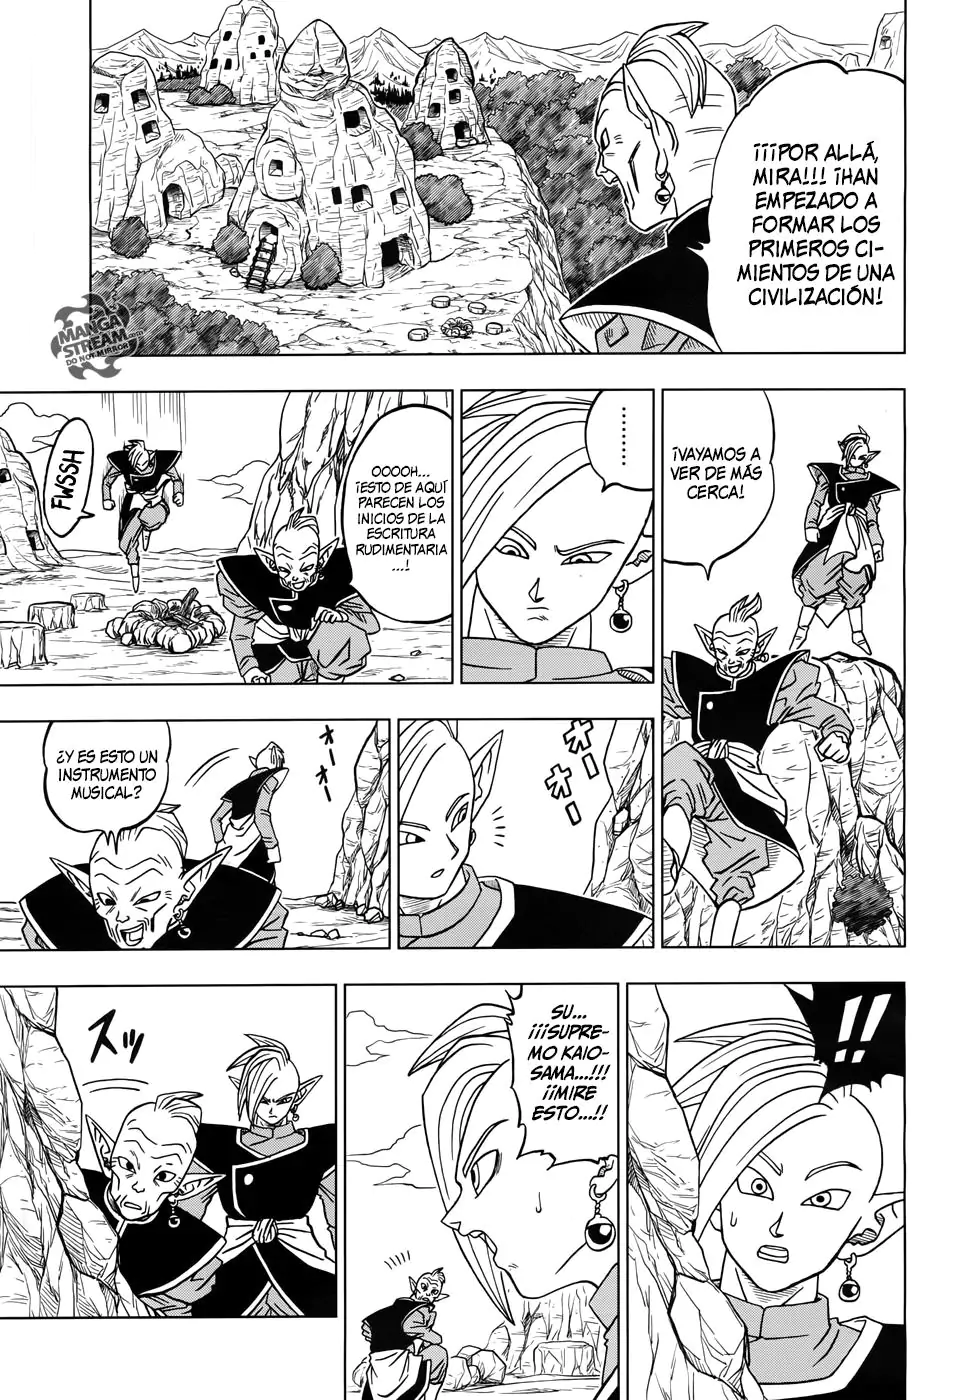 ¡¡¡POR ALLÁ,
MIRA!!! ¡HAN
EMPEZADO A
FORMAR LOS
PRIMEROS CI-
MIENTOS DE UNA
CIVILIZACIÓN!
MANGA
STREAM.com
DO NOT MIRROR
¡VAYAMOS A
VER DE MÁS
CERCA!
..........
OOOOH...
¡ESTO DE AQUÍ
PARECEN LOS
INICIOS DE LA
ESCRITURA
RUDIMENTARIA
....!
FWSSH
オー
オー
オー
オー
¿Y ES ESTO UN
INSTRUMENTO
MUSICAL?
!!
SU...
¡¡¡SUPRE-
MO KAIO-
SAMA...!!!
¡¡MIRE
ESTO...!!
スッ